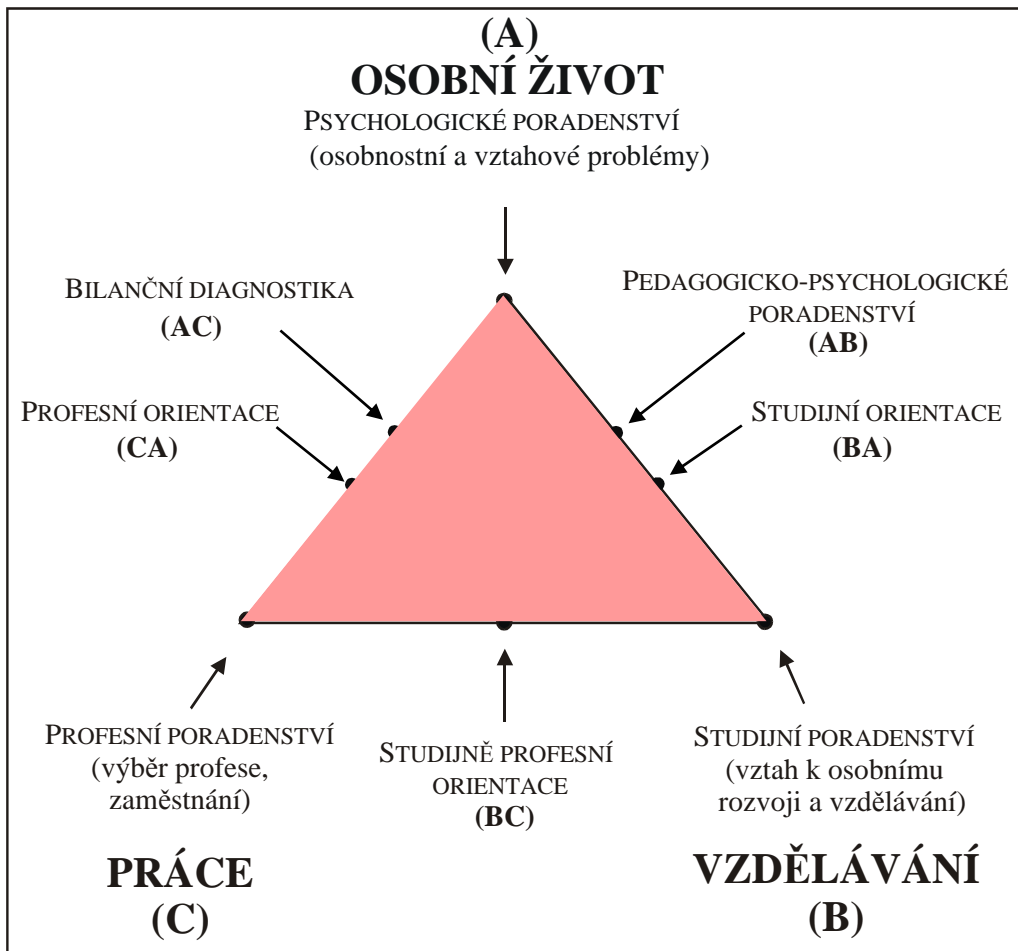 (A)
OSOBNÍ ŽIVOT
PSYCHOLOGICKÉ PORADENSTVÍ
(osobnostní a vztahové problémy)
BILANČNÍ DIAGNOSTIKA
(AC)
PEDAGOGICKO-PSYCHOLOGICKÉ
PORADENSTVÍ
(AB)
PROFESNÍ ORIENTACE
(CA)
STUDIJNÍ ORIENTACE
(BA)
PROFESNÍ PORADENSTVÍ
(výběr profese,
zaměstnání)
STUDIJNĚ PROFESNÍ
ORIENTACE
(BC)
STUDIJNÍ PORADENSTVÍ
(vztah k osobnímu
rozvoji a vzdělávání)
PRÁCE
(C)
VZDĚLÁVÁNÍ
(B)